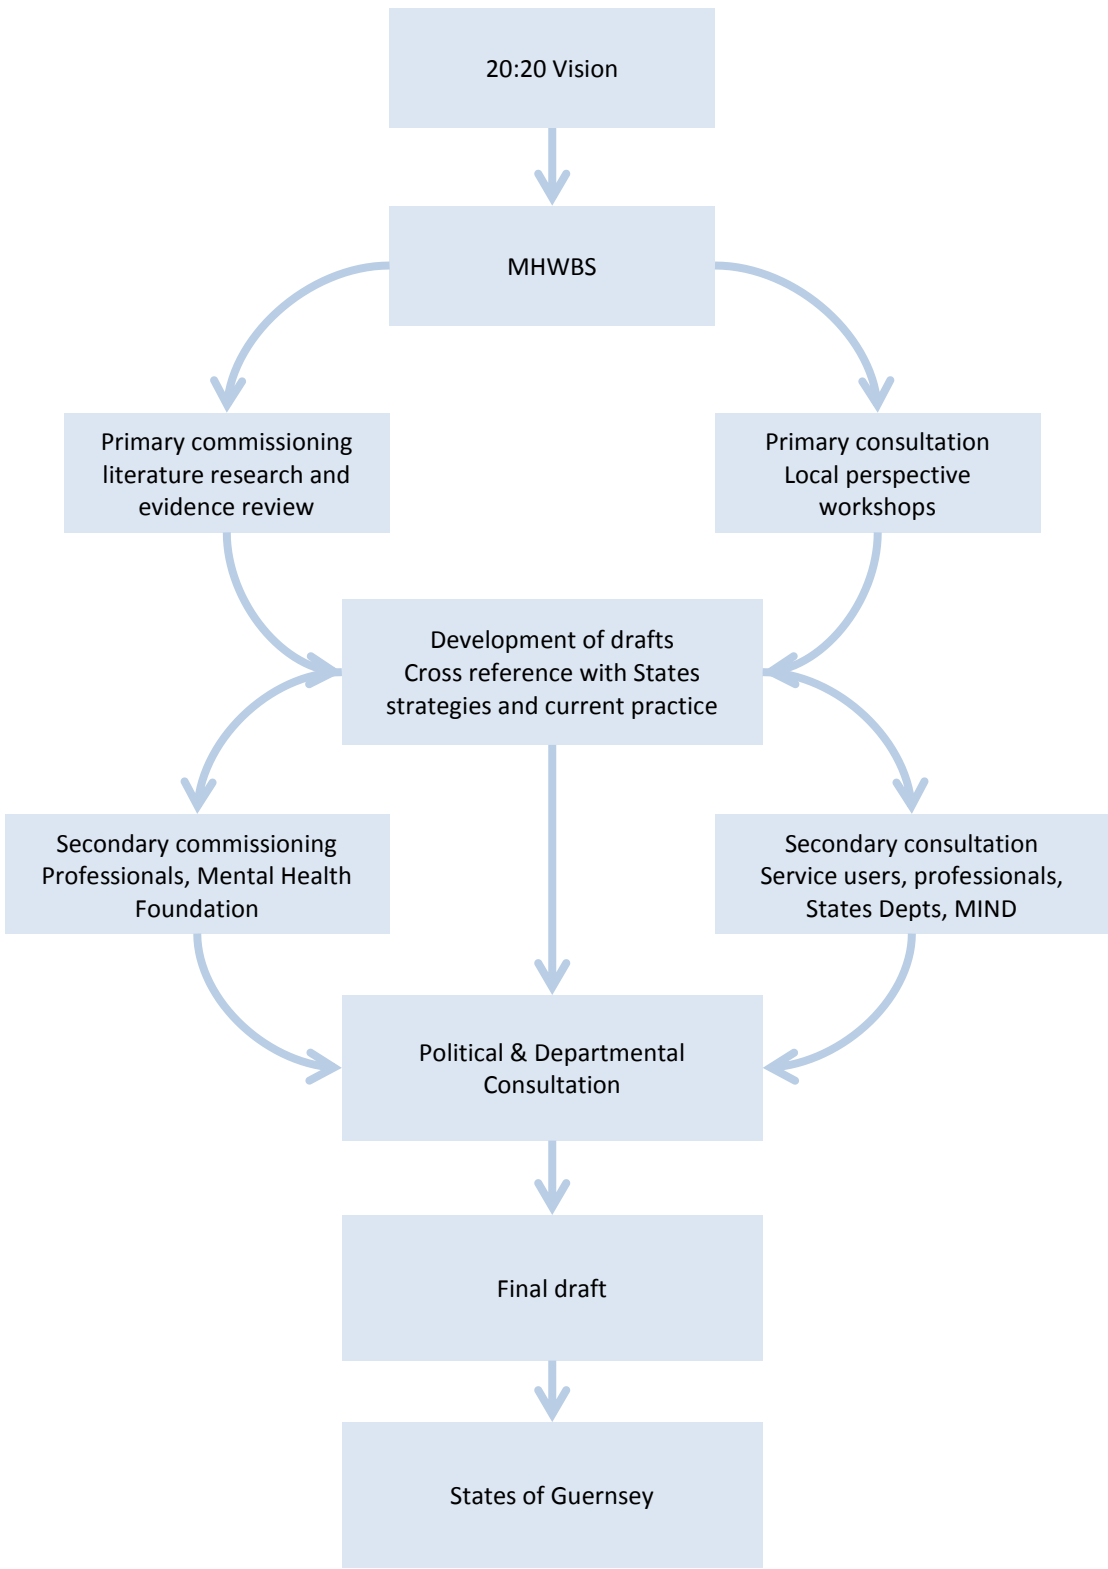 20:20 Vision
MHWBS
Primary commissioning
literature research and
evidence review
Primary consultation
Local perspective
workshops
Development of drafts
Cross reference with States
strategies and current practice
Secondary commissioning
Professionals, Mental Health
Foundation
Secondary consultation
Service users, professionals,
States Depts, MIND
Political & Departmental
Consultation
Final draft
States of Guernsey